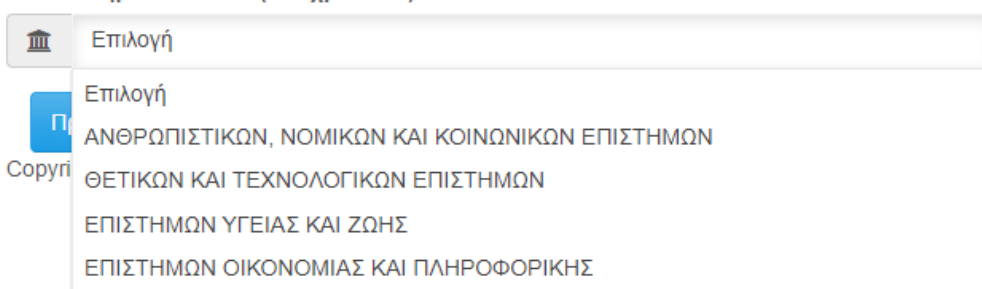 Επιλογή
Επιλογή
ΑΝΘΡΩΠΙΣΤΙΚΩΝ, ΝΟΜΙΚΩΝ ΚΑΙ ΚΟΙΝΩΝΙΚΩΝ ΕΠΙΣΤΗΜΩΝ
ΘΕΤΙΚΩΝ ΚΑΙ ΤΕΧΝΟΛΟΓΙΚΩΝ ΕΠΙΣΤΗΜΩΝ
Copyri
ΕΠΙΣΤΗΜΩΝ ΥΓΕΙΑΣ ΚΑΙ ΖΩΗΣ
ΕΠΙΣΤΗΜΩΝ ΟΙΚΟΝΟΜΙΑΣ ΚΑΙ ΠΛΗΡΟΦΟΡΙΚΗΣ